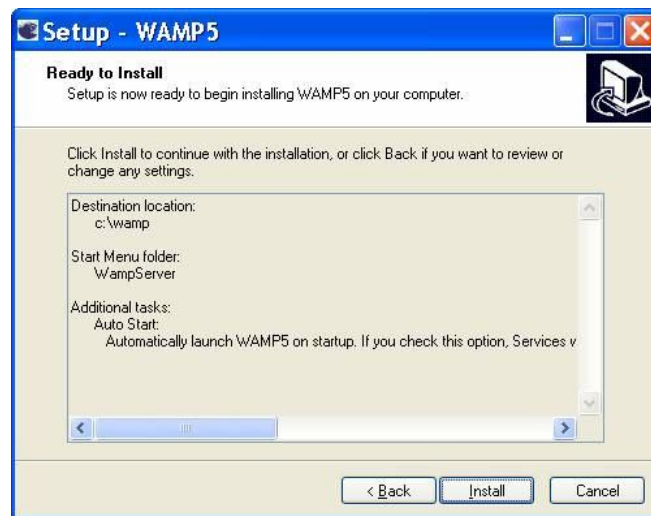 Setup - WAMP5
Ready to Install
Setup is now ready to begin installing WAMP5 on your computer.
Click Install to continue with the installation, or click Back if you want to review or
change any settings.
Destination location:
c:\wamp
Start Menu folder:
WampServer
Additional tasks:
Auto Start:
Automatically launch WAMP5 on startup. If you check this option, Services v
< Back
Install
Cancel